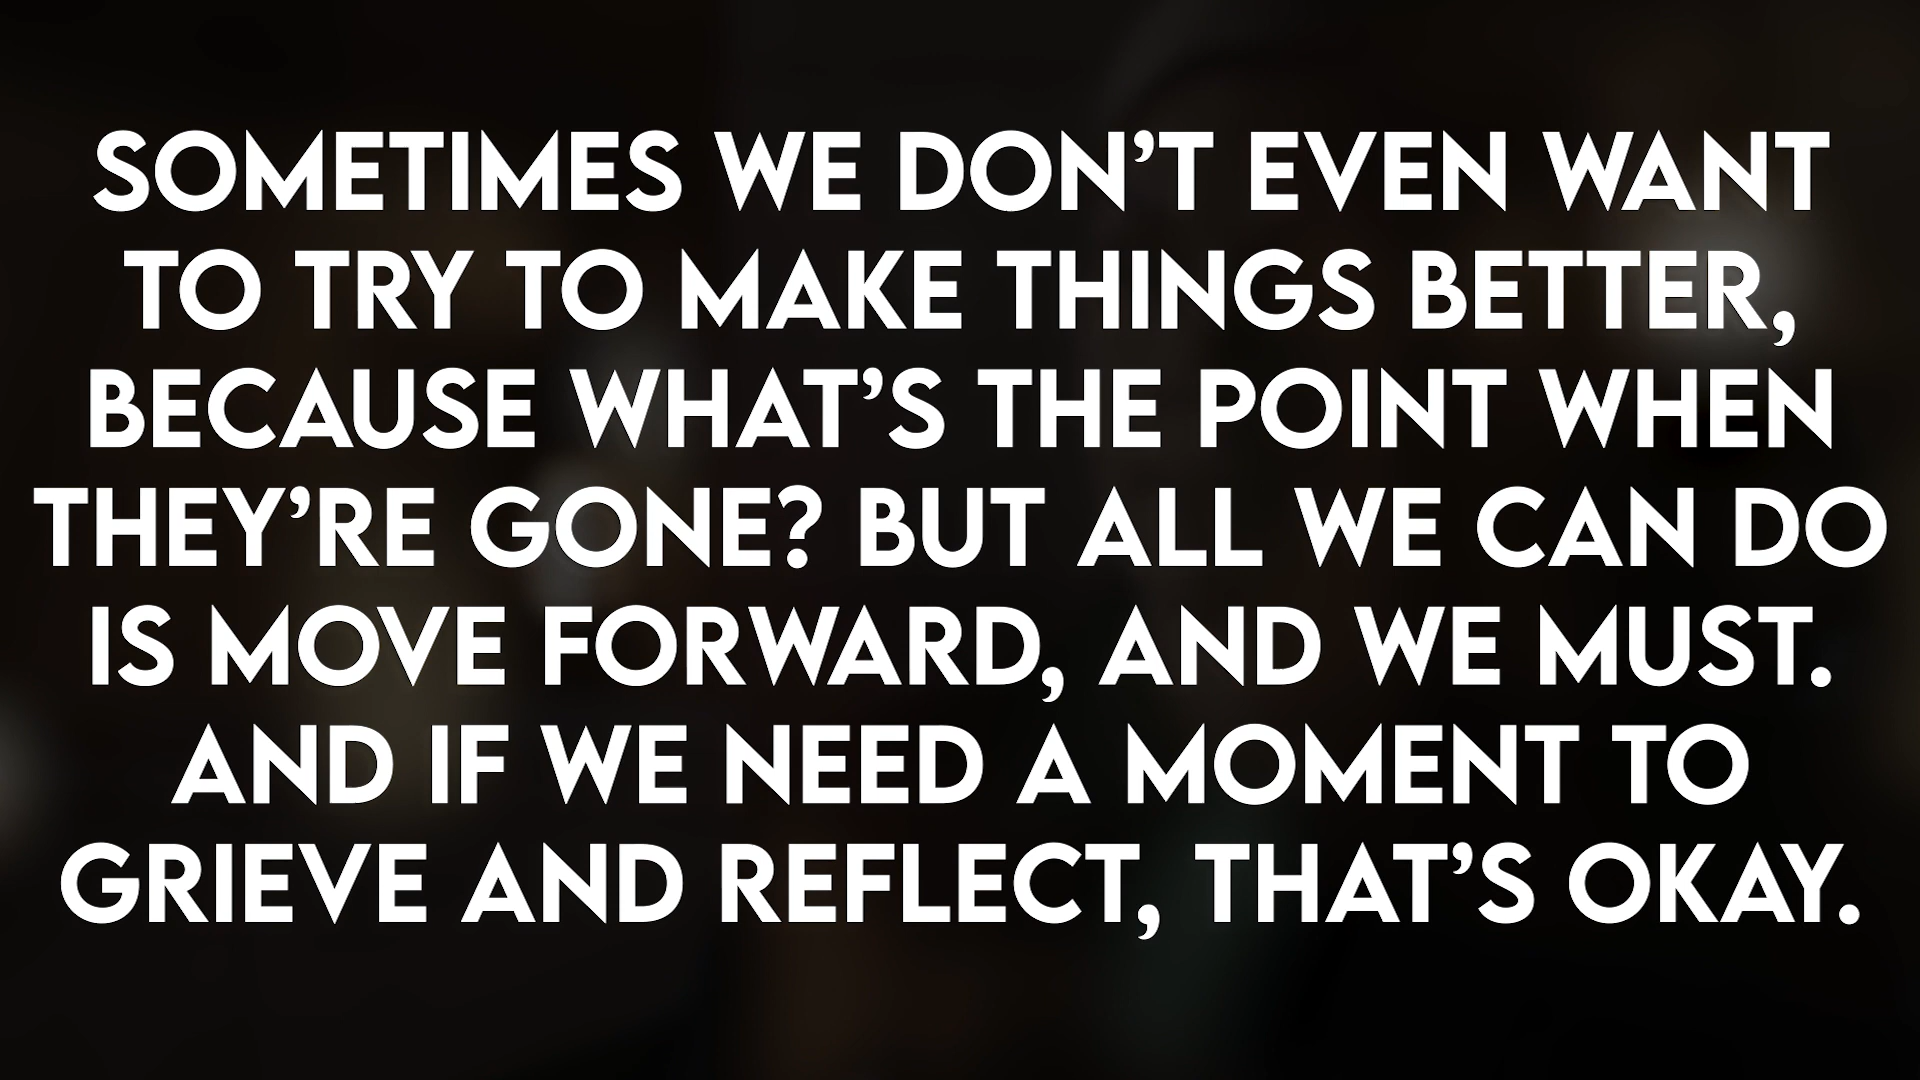 SOMETIMES WE DON’T EVEN WANT
TO TRY TO MAKE THINGS BETTER,
BECAUSE WHAT’S THE POINT WHEN
THEY’RE GONE? BUT ALL WE CAN DO
IS MOVE FORWARD, AND WE MUST.
AND IF WE NEED A MOMENT TO
GRIEVE AND REFLECT, THAT’S OKAY.